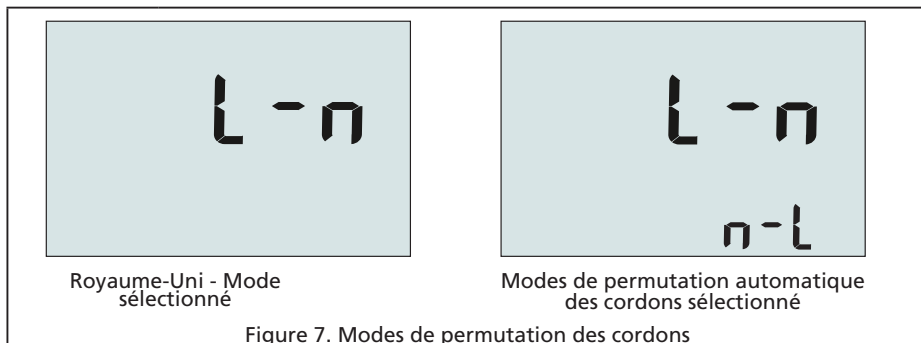 L-n
L-n
n-L
Royaume-Uni - Mode
sélectionné
Modes de permutation automatique
des cordons sélectionné
Figure 7. Modes de permutation des cordons